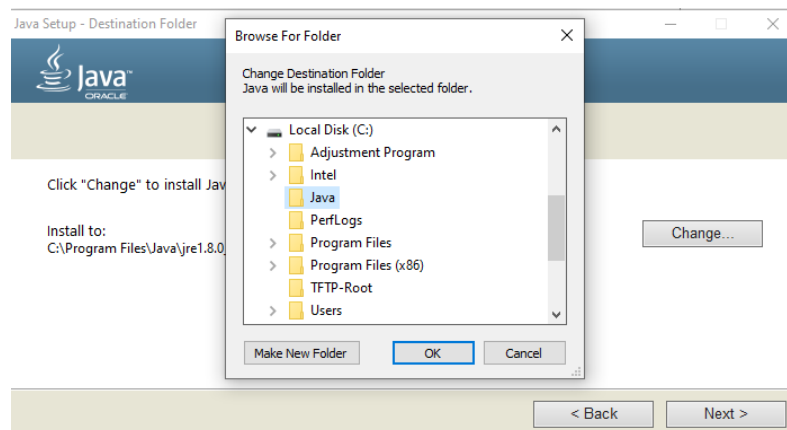 Java Setup - Destination Folder
Java™
ORACLE
Click "Change" to install Jav
Install to:
C:\Program Files\Java\jre1.8.0_
Change...
< Back
Next >
Browse For Folder
Change Destination Folder
Java will be installed in the selected folder.
Local Disk (C:)
Adjustment Program
Intel
Java
PerfLogs
Program Files
Program Files (x86)
TFTP-Root
Users
Make New Folder
OK
Cancel